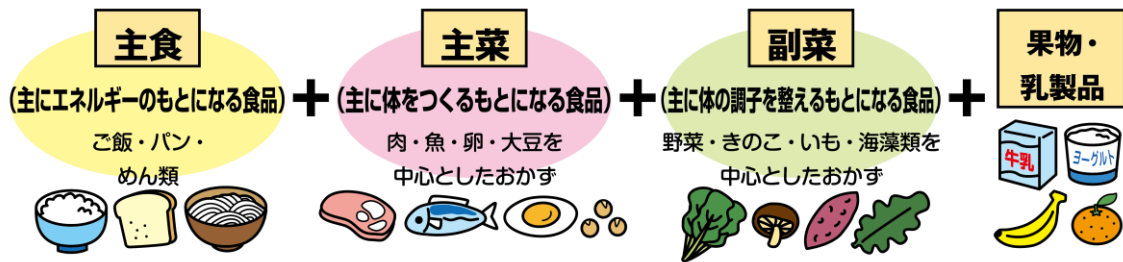 主食
(主にエネルギーのもとになる食品)
ご飯・パン・
めん類
+
主菜
(主に体をつくるもとになる食品)
肉・魚・卵・大豆を
中心としたおかず
+
副菜
(主に体の調子を整えるもとになる食品)
野菜・きのこ・いも・海藻類を
中心としたおかず
+
果物・
乳製品
牛乳
ヨーグルト